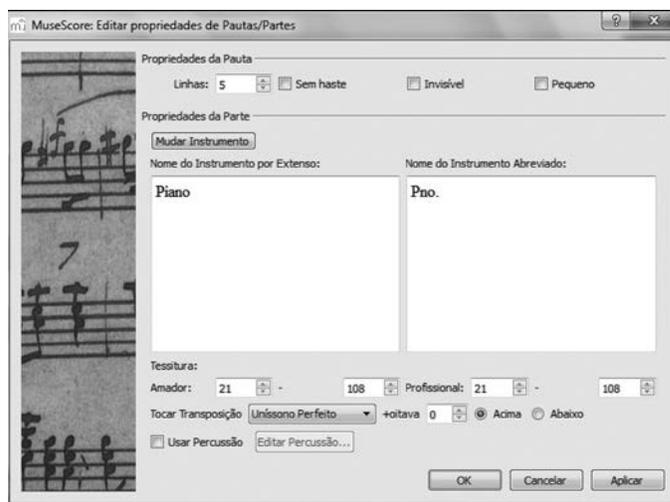 MuseScore: Editar propriedades de Pautas/Partes
Propriedades da Pauta
Linhas: 5 Sem haste Invisível Pequeno
Propriedades da Parte
Mudar Instrumento
Nome do Instrumento por Extenso: Nome do Instrumento Abreviado:
Piano Pno.
7
Tessitura:
Amador: 21 - 108 Profissional: 21 - 108
Tocar Transposição Uníssono Perfeito +oitava 0 Acima Abaixo
Usar Percussão Editar Percussão...
OK Cancelar Aplicar